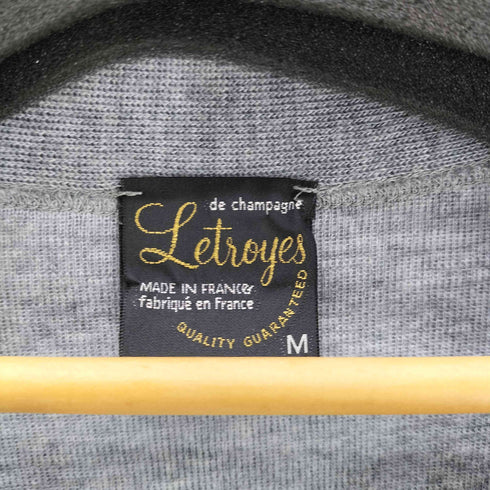 de champagne
Letroyes
MADE IN FRANCE
fabriqué en France
QUALITY GUARANTEED
M